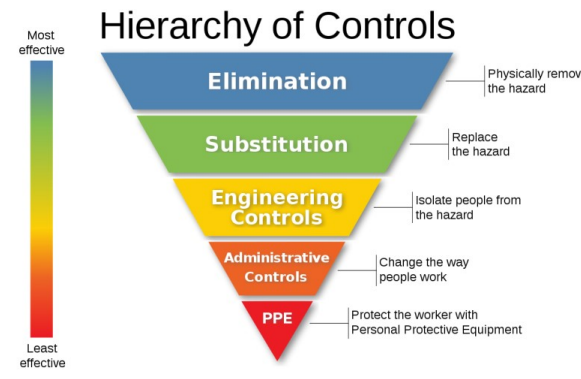 Hierarchy of Controls
Most
effective
Elimination
Physically remov
the hazard
Substitution
Replace
the hazard
Engineering
Controls
Isolate people from
the hazard
Administrative
Controls
Change the way
people work
PPE
Protect the worker with
Personal Protective Equipment
Least
effective